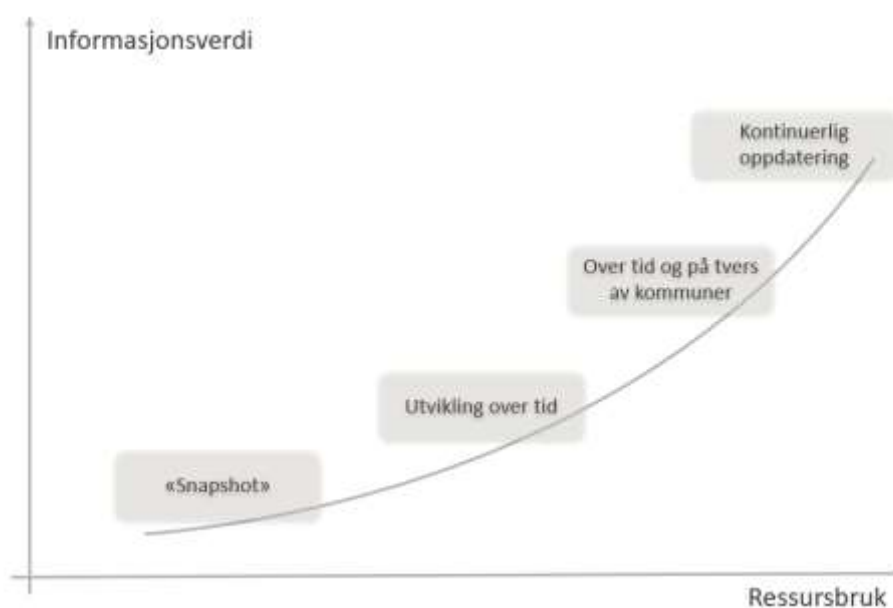 Informasjonsverdi
Kontinuerlig
oppdatering
Over tid og på tvers
av kommuner
Utvikling over tid
«Snapshot»
Ressursbruk